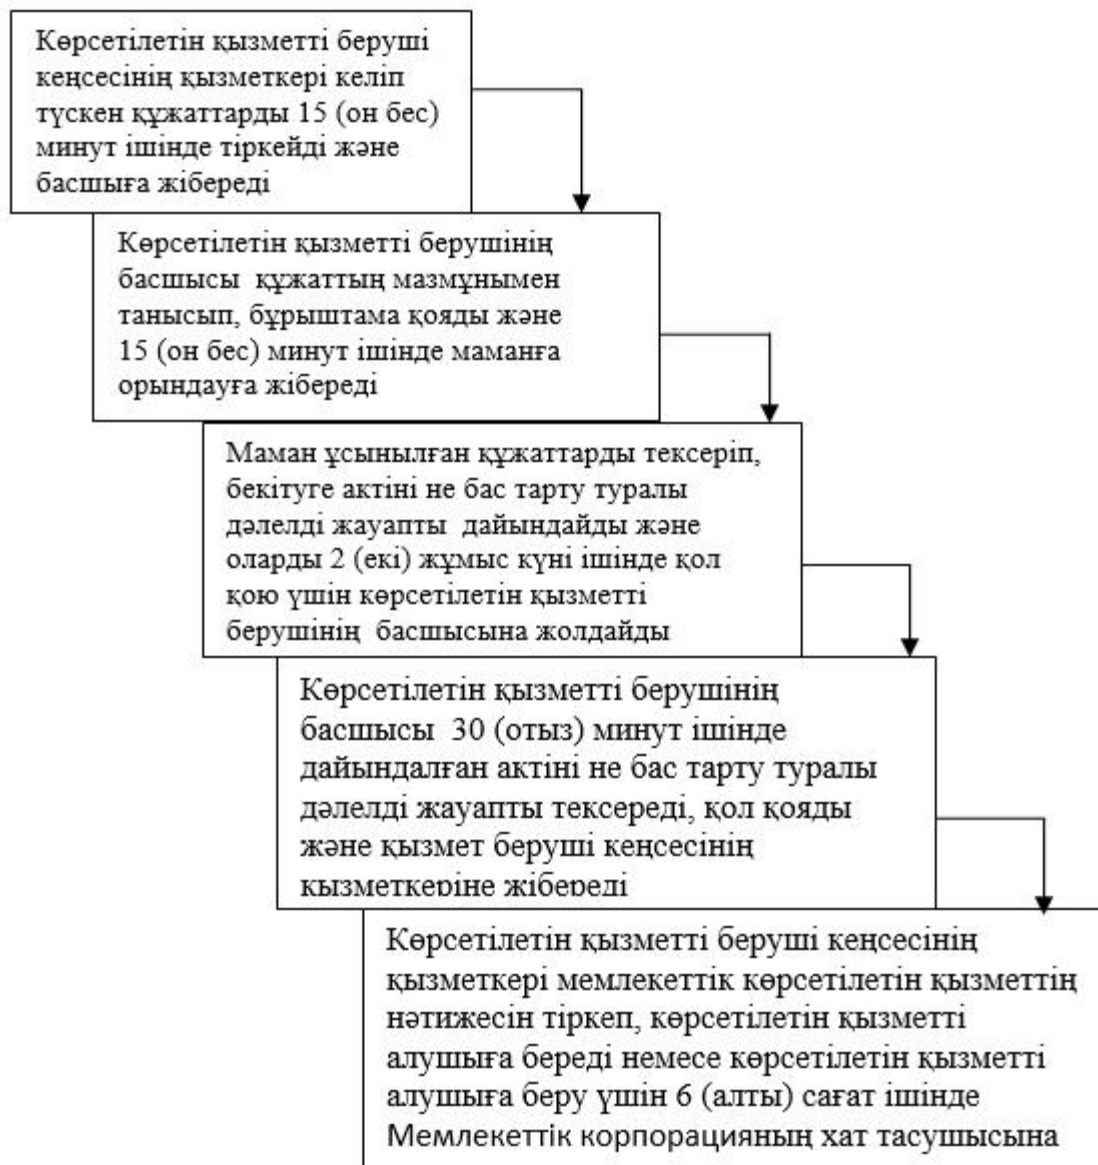 Көрсетілетін қызметті беруші
кеңсесінің қызметкері келіп
түскен құжаттарды 15 (он бес)
минут ішінде тіркейді және
басшыға жібереді
Көрсетілетін қызметті берушінің
басшысы құжаттың мазмұнымен
танысып, бұрыштама қояды және
15 (он бес) минут ішінде маманға
орындауға жібереді
Маман ұсынылған құжаттарды тексеріп,
бекітуге актіні не бас тарту туралы
дәлелді жауапты дайындайды және
оларды 2 (екі) жұмыс күні ішінде қол
қою үшін көрсетілетін қызметті
берушінің басшысына жолдайды
Көрсетілетін қызметті берушінің
басшысы 30 (отыз) минут ішінде
дайындалған актіні не бас тарту туралы
дәлелді жауапты тексереді, қол қояды
және қызмет беруші кеңсесінің
қызметкеріне жібереді
Көрсетілетін қызметті беруші кеңсесінің
қызметкері мемлекеттік көрсетілетін қызметтің
нәтижесін тіркеп, көрсетілетін қызметті
алушыға береді немесе көрсетілетін қызметті
алушыға беру үшін 6 (алты) сағат ішінде
Мемлекеттік корпорацияның хат тасушысына